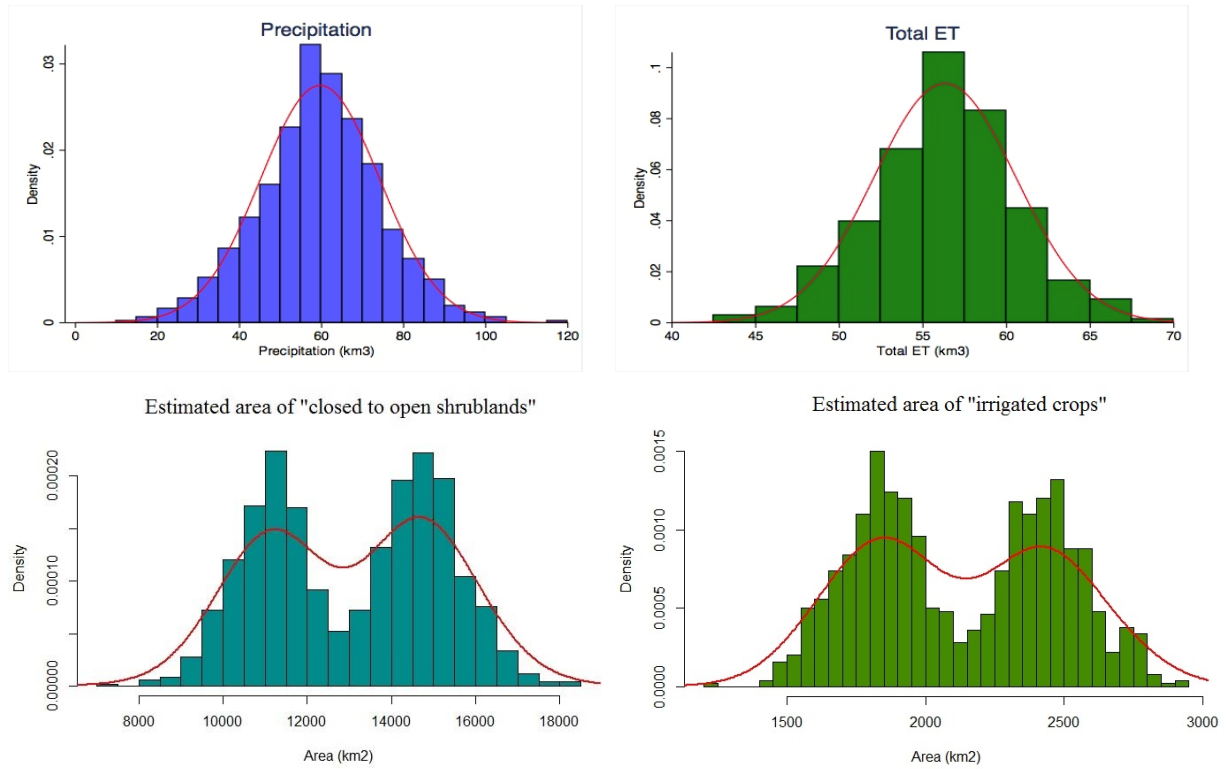 Precipitation
Density
0 .01 .02 .03
0 20 40 60 80 100 120
Precipitation (km3)
Total ET
Density
0 .02 .04 .06 .08 .1
40 45 50 55 60 65 70
Total ET (km3)
Estimated area of "closed to open shrublands"
Density
0.00000 0.00010 0.00020
8000 10000 12000 14000 16000 18000
Area (km2)
Estimated area of "irrigated crops"
Density
0.0000 0.0005 0.0010 0.0015
1500 2000 2500 3000
Area (km2)